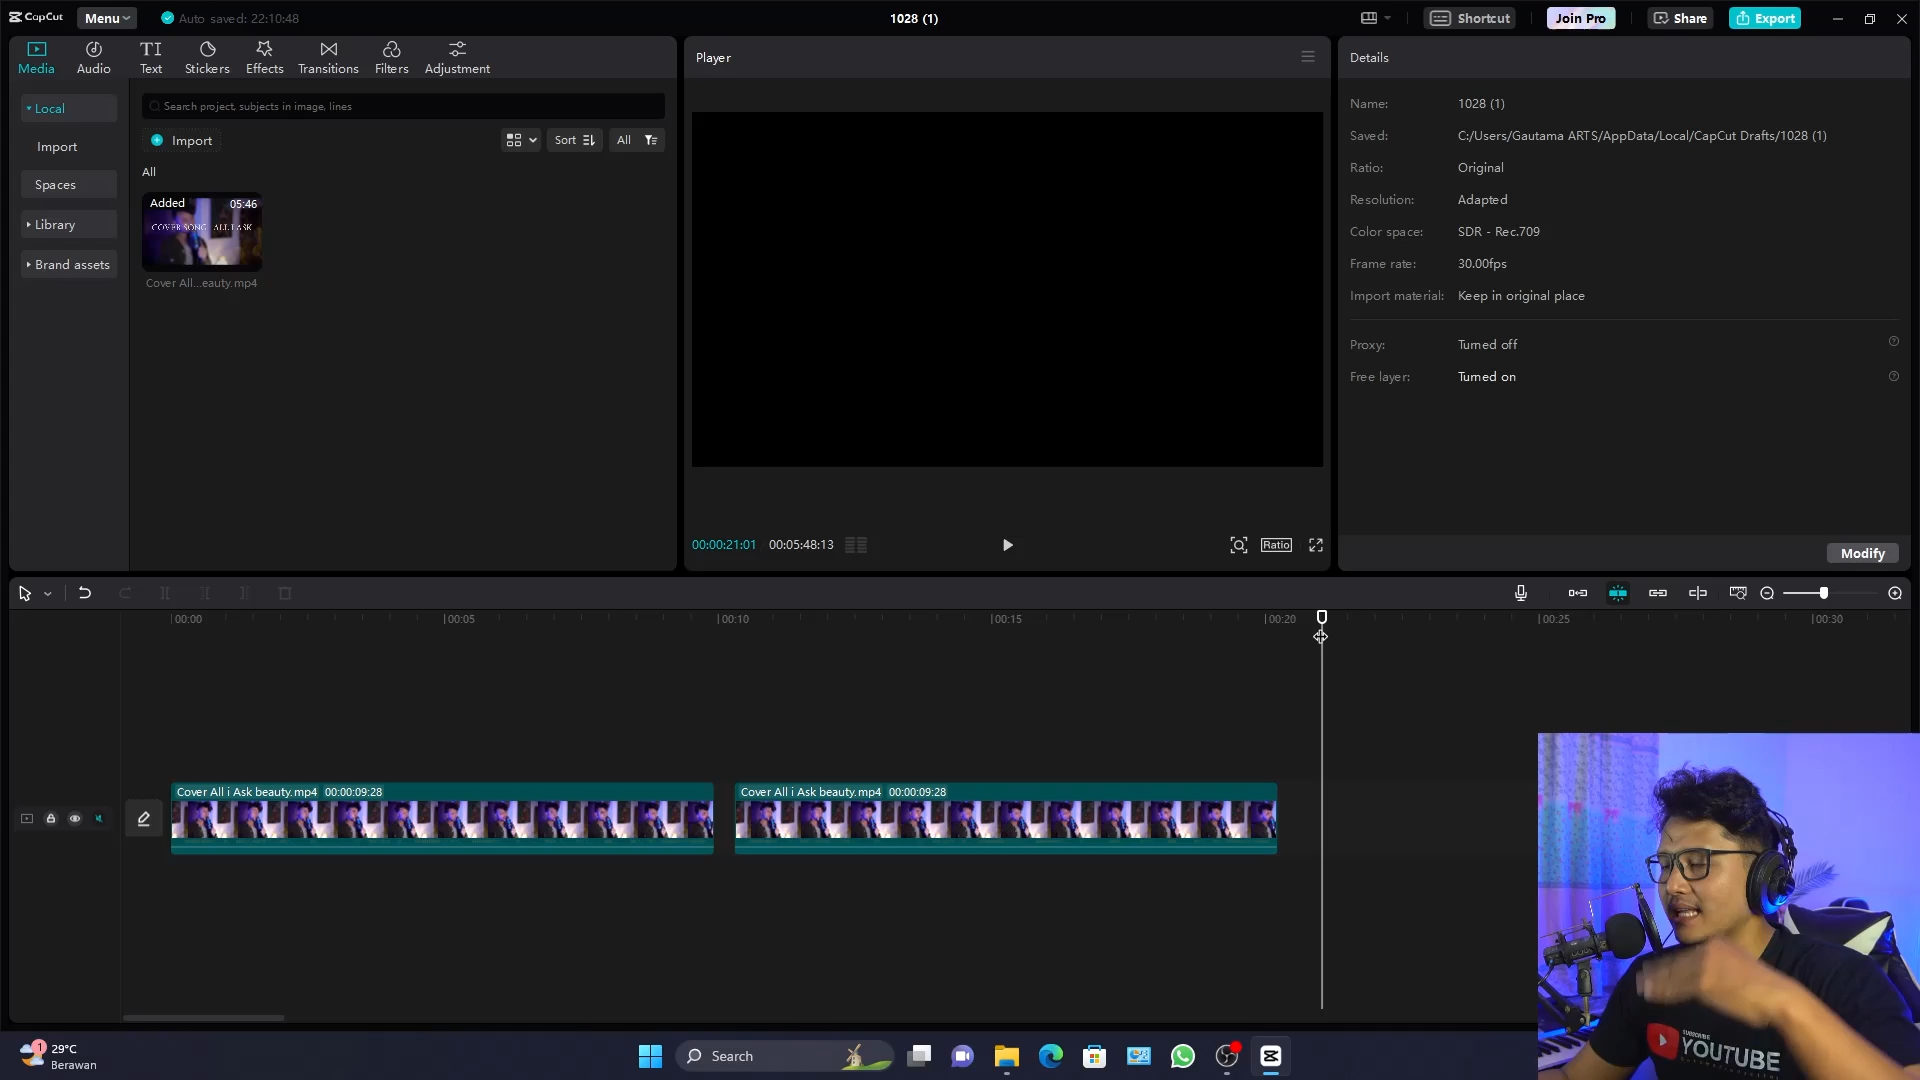 CapCut
Menu
Auto saved: 22:10:48
1028 (1)
Shortcut
Join Pro
Share
Export
Media
Audio
Text
Stickers
Effects
Transitions
Filters
Adjustment
Local
Import
Spaces
Library
Brand assets
Search project, subjects in image, lines
Import
Sort
All
All
Added 05:46
COVER SONG ALL I ASK
Cover All...eauty.mp4
Player
00:00:21:01 00:05:48:13
Ratio
Details
Name: 1028 (1)
Saved: C:/Users/Gautama ARTS/AppData/Local/CapCut Drafts/1028 (1)
Ratio: Original
Resolution: Adapted
Color space: SDR - Rec.709
Frame rate: 30.00fps
Import material: Keep in original place
Proxy: Turned off
Free layer: Turned on
Modify
00:00 00:05 00:10 00:15 00:20 00:25 00:30
Cover All i Ask beauty.mp4 00:00:09:28
Cover All i Ask beauty.mp4 00:00:09:28
SUBSCRIBE
YOUTUBE
1
29°C
Berawan
Search